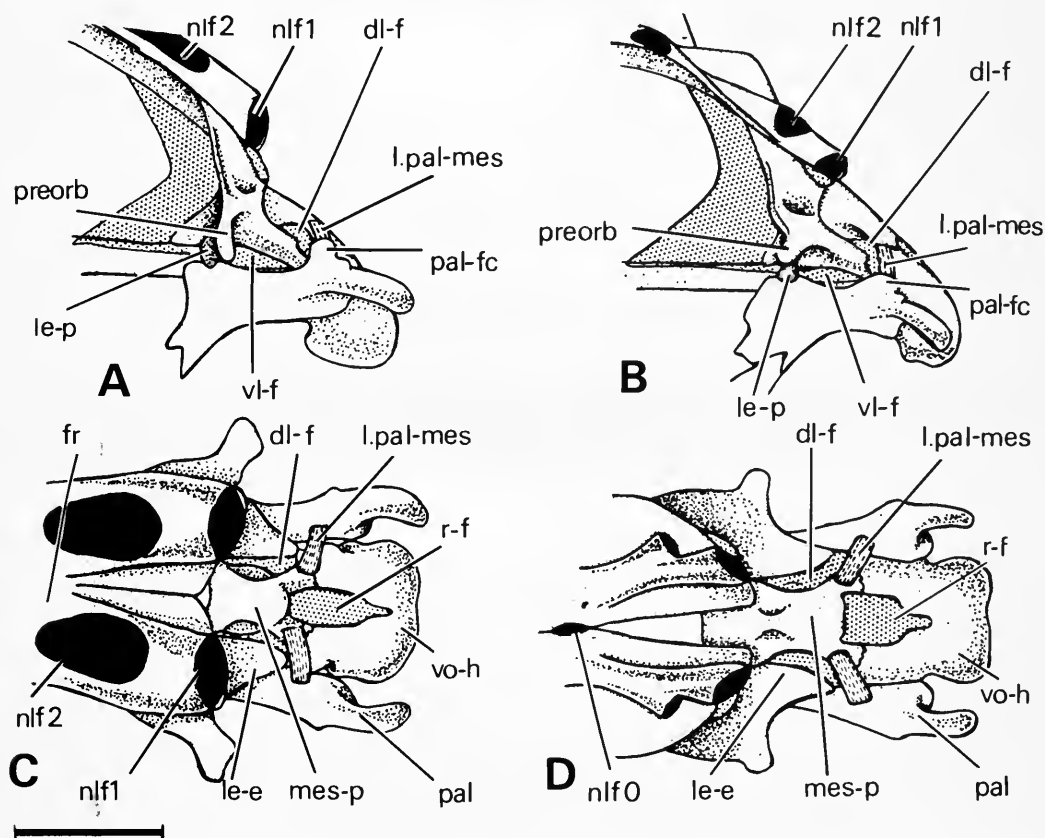 nlf2 nlf1 dl-f
l.pal-mes
preorb
pal-fc
le-p
A
vl-f
nlf2 nlf1
dl-f
l.pal-mes
preorb
pal-fc
B
le-p vl-f
fr dl-f l.pal-mes
r-f
vo-h
nlf2
C
nlf1 le-e mes-p pal
dl-f l.pal-mes
r-f
vo-h
D
nlf0 le-e mes-p pal